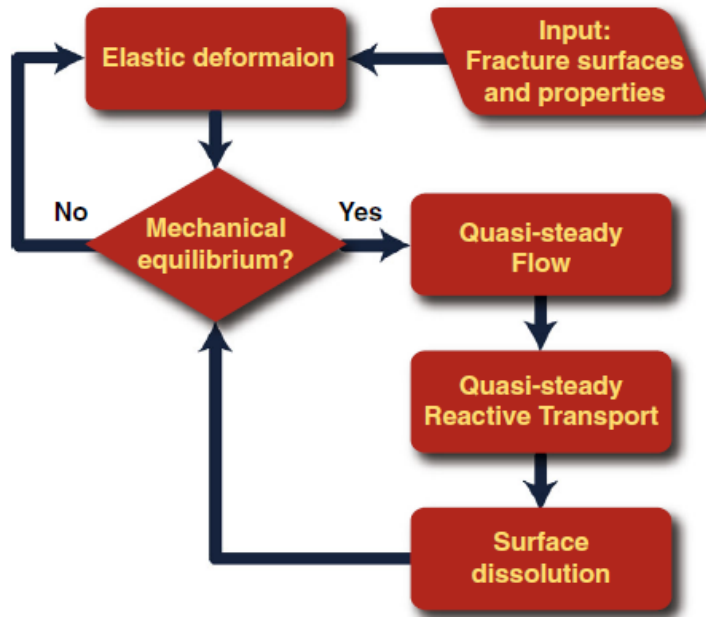 Elastic deformaion
Input:
Fracture surfaces
and properties
No
Mechanical
equilibrium?
Yes
Quasi-steady
Flow
Quasi-steady
Reactive Transport
Surface
dissolution